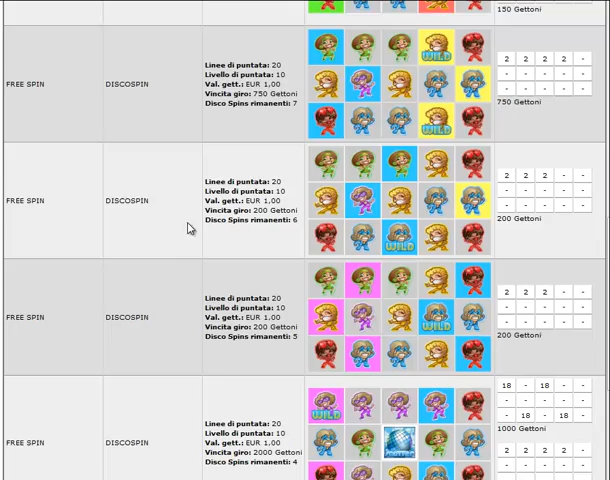 150 Gettoni
FREE SPIN
DISCOSPIN
Linee di puntata: 20
Livello di puntata: 10
Val. gett.: EUR 1,00
Vincita giro: 750 Gettoni
Disco Spins rimanenti: 7
WILD
WILD
2 2 2 2 -
- - - - -
- - - - -
750 Gettoni
FREE SPIN
DISCOSPIN
Linee di puntata: 20
Livello di puntata: 10
Val. gett.: EUR 1,00
Vincita giro: 200 Gettoni
Disco Spins rimanenti: 6
WILD
2 2 2 - -
- - - - -
- - - - -
200 Gettoni
FREE SPIN
DISCOSPIN
Linee di puntata: 20
Livello di puntata: 10
Val. gett.: EUR 1,00
Vincita giro: 200 Gettoni
Disco Spins rimanenti: 5
WILD
2 2 2 - -
- - - - -
- - - - -
200 Gettoni
FREE SPIN
DISCOSPIN
Linee di puntata: 20
Livello di puntata: 10
Val. gett.: EUR 1,00
Vincita giro: 2000 Gettoni
Disco Spins rimanenti: 4
WILD
18 - 18 - -
- - - - -
- 18 - 18 -
1000 Gettoni
2 2 2 2 -
- - - - -